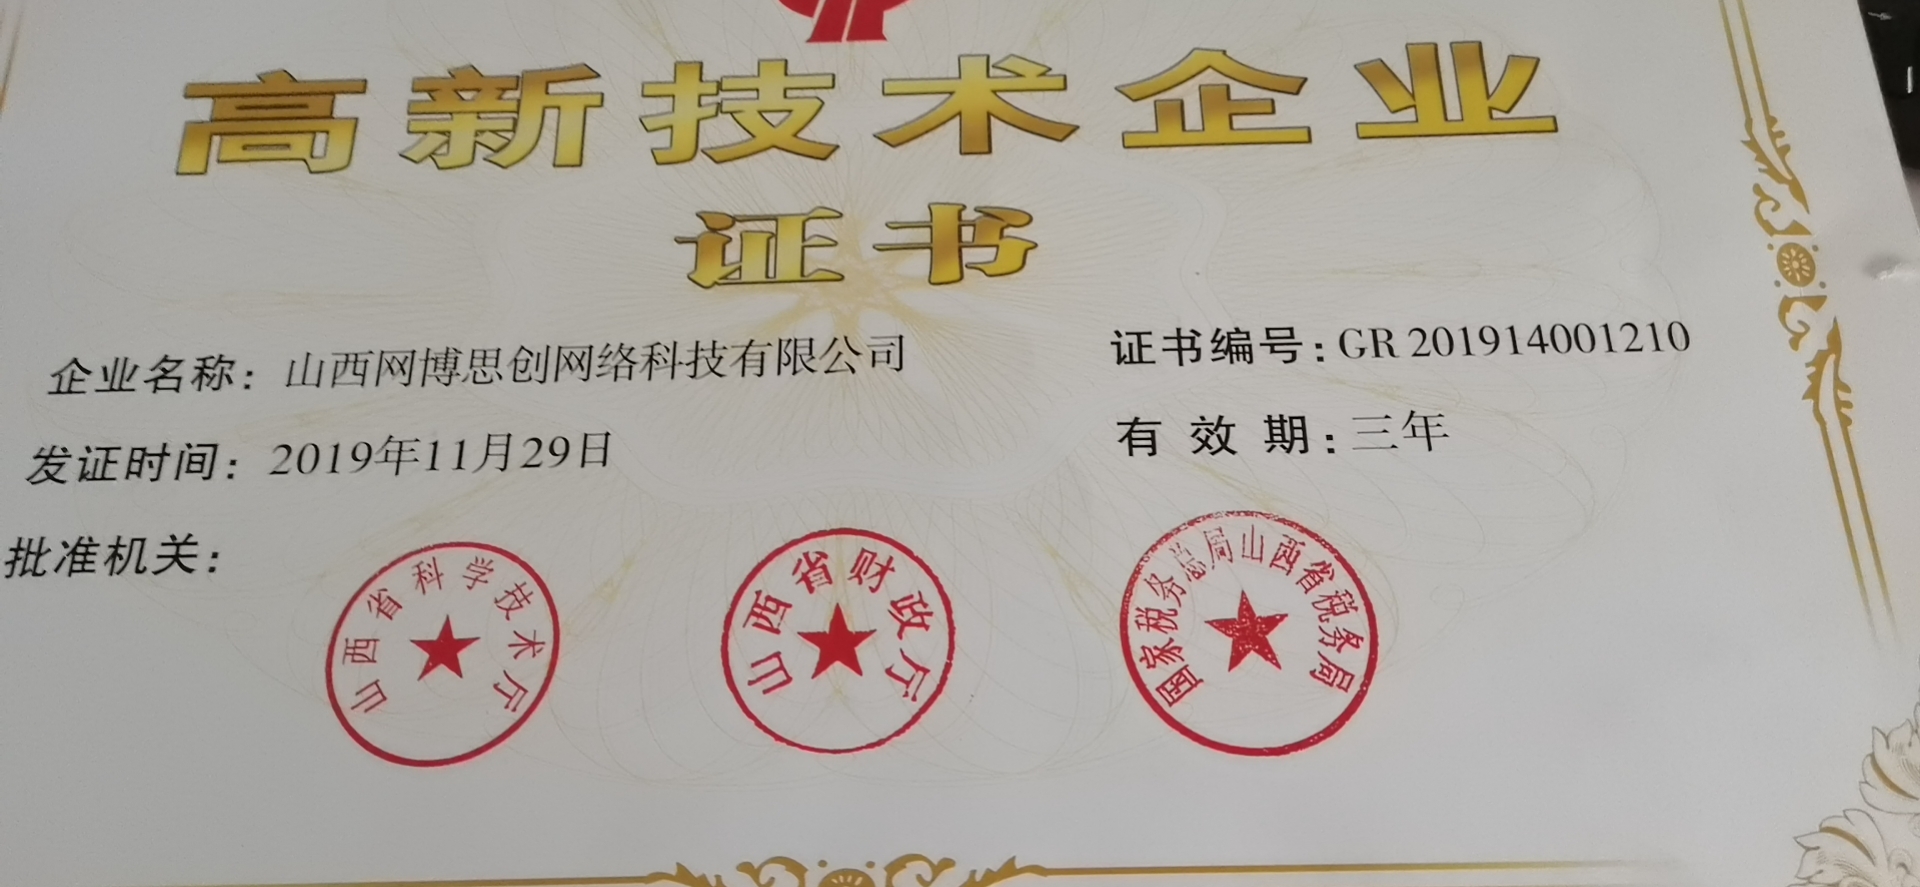 高新技术企业
证书
企业名称：山西网博思创网络科技有限公司
证书编号：GR201914001210
发证时间：2019年11月29日
有效期：三年
批准机关：
山西省科学技术厅
山西省财政厅
国家税务总局山西省税务局